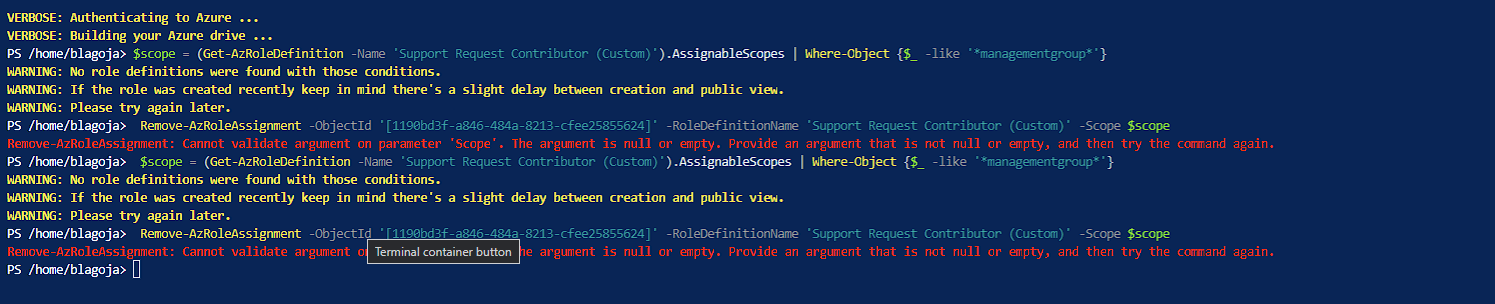 VERBOSE: Authenticating to Azure ...
VERBOSE: Building your Azure drive ...
PS /home/blagoja> $scope = (Get-AzRoleDefinition -Name 'Support Request Contributor (Custom)').AssignableScopes | Where-Object {$_ -like '*managementgroup*'}
WARNING: No role definitions were found with those conditions.
WARNING: If the role was created recently keep in mind there's a slight delay between creation and public view.
WARNING: Please try again later.
PS /home/blagoja>  Remove-AzRoleAssignment -ObjectId '[1190bd3f-a846-484a-8213-cfee25855624]' -RoleDefinitionName 'Support Request Contributor (Custom)' -Scope $scope
Remove-AzRoleAssignment: Cannot validate argument on parameter 'Scope'. The argument is null or empty. Provide an argument that is not null or empty, and then try the command again.
PS /home/blagoja>  $scope = (Get-AzRoleDefinition -Name 'Support Request Contributor (Custom)').AssignableScopes | Where-Object {$_ -like '*managementgroup*'}
WARNING: No role definitions were found with those conditions.
WARNING: If the role was created recently keep in mind there's a slight delay between creation and public view.
WARNING: Please try again later.
PS /home/blagoja>  Remove-AzRoleAssignment -ObjectId '[1190bd3f-a846-484a-8213-cfee25855624]' -RoleDefinitionName 'Support Request Contributor (Custom)' -Scope $scope
Remove-AzRoleAssignment: Cannot validate argument o Terminal container button he argument is null or empty. Provide an argument that is not null or empty, and then try the command again.
PS /home/blagoja>